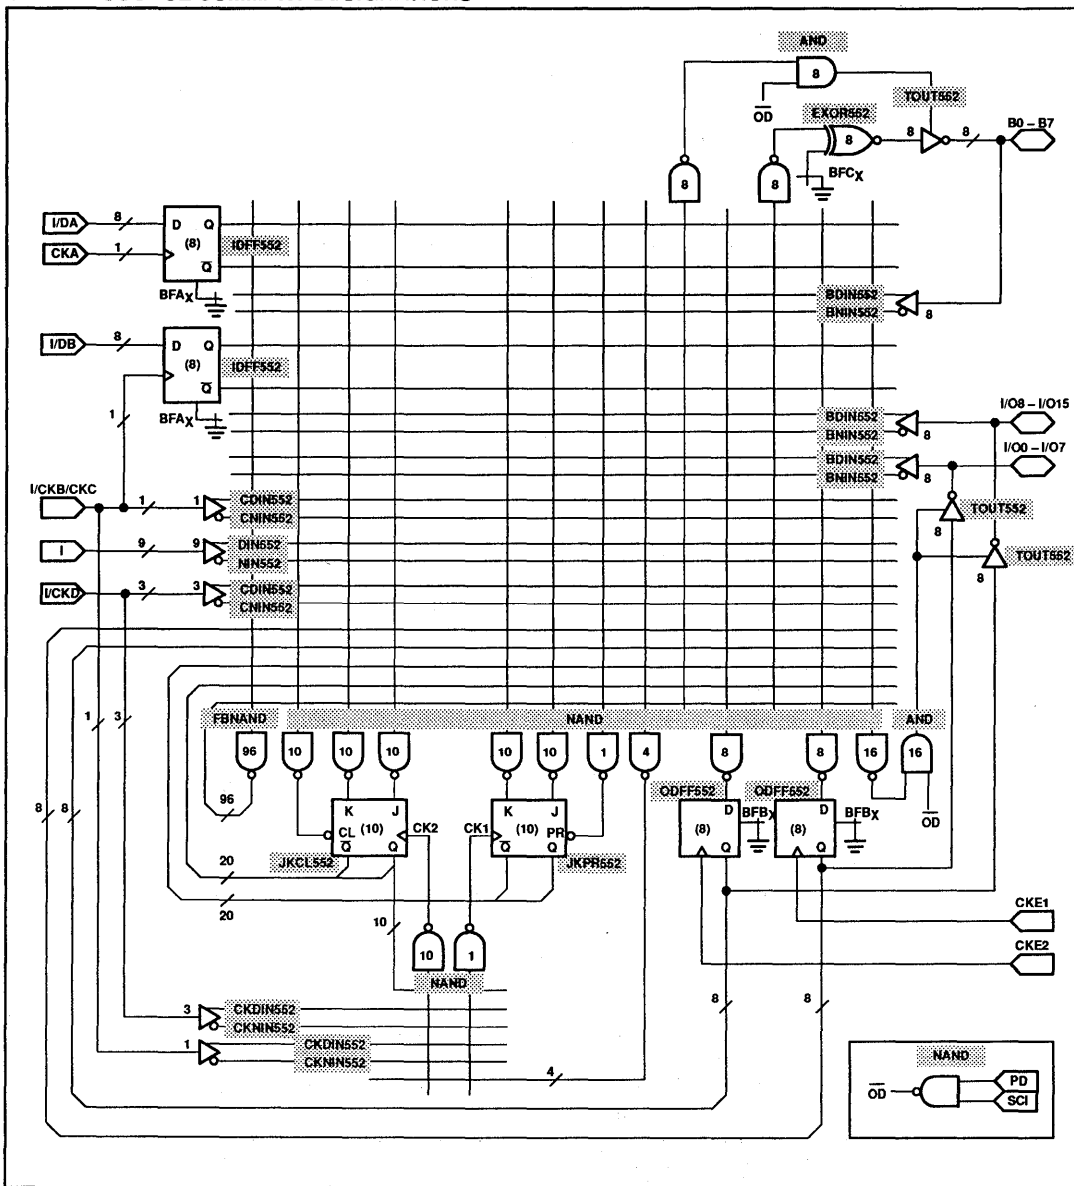 AND
8
OD
TOUT552
EXOR552
B0 – B7
8
8
8
BFCX
8
8
I/DA
8
D Q
(8)
IDFF552
CKA
1
Q
BFAX
BDIN552
BNIN552
8
I/DB
8
D Q
(8)
IDFF552
Q
1
BFAX
I/O8 – I/O15
BDIN552
BNIN552
8
I/O0 – I/O7
BDIN552
BNIN552
8
I/CKB/CKC
1
1
CDIN552
CNIN552
TOUT552
8
I
9
9
DIN552
NIN552
TOUT552
8
I/CKD
3
3
CDIN552
CNIN552
1
3
FBNAND
NAND
AND
96
10
10
10
10
10
1
4
8
8
16
16
ODFF552
ODFF552
96
8
8
K J
CL
(10)
Q Q
CK2
CK1
K J
(10)
PR
Q Q
D
(8)
Q
BFBX
D
(8)
Q
BFBX
OD
JKCL552
JKPR552
20
20
10
CKE1
10
1
CKE2
NAND
8
8
3
CKDIN552
CKNIN552
1
CKDIN552
CKNIN552
4
NAND
OD
PD
SCI